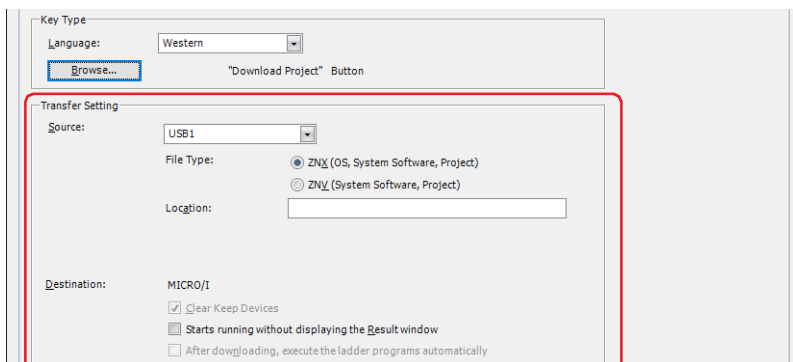 Key Type
Language: Western
Browse... "Download Project" Button
Transfer Setting
Source: USB1
File Type: ZNX (OS, System Software, Project)
ZNV (System Software, Project)
Location:
Destination: MICRO/I
Clear Keep Devices
Starts running without displaying the Result window
After downloading, execute the ladder programs automatically